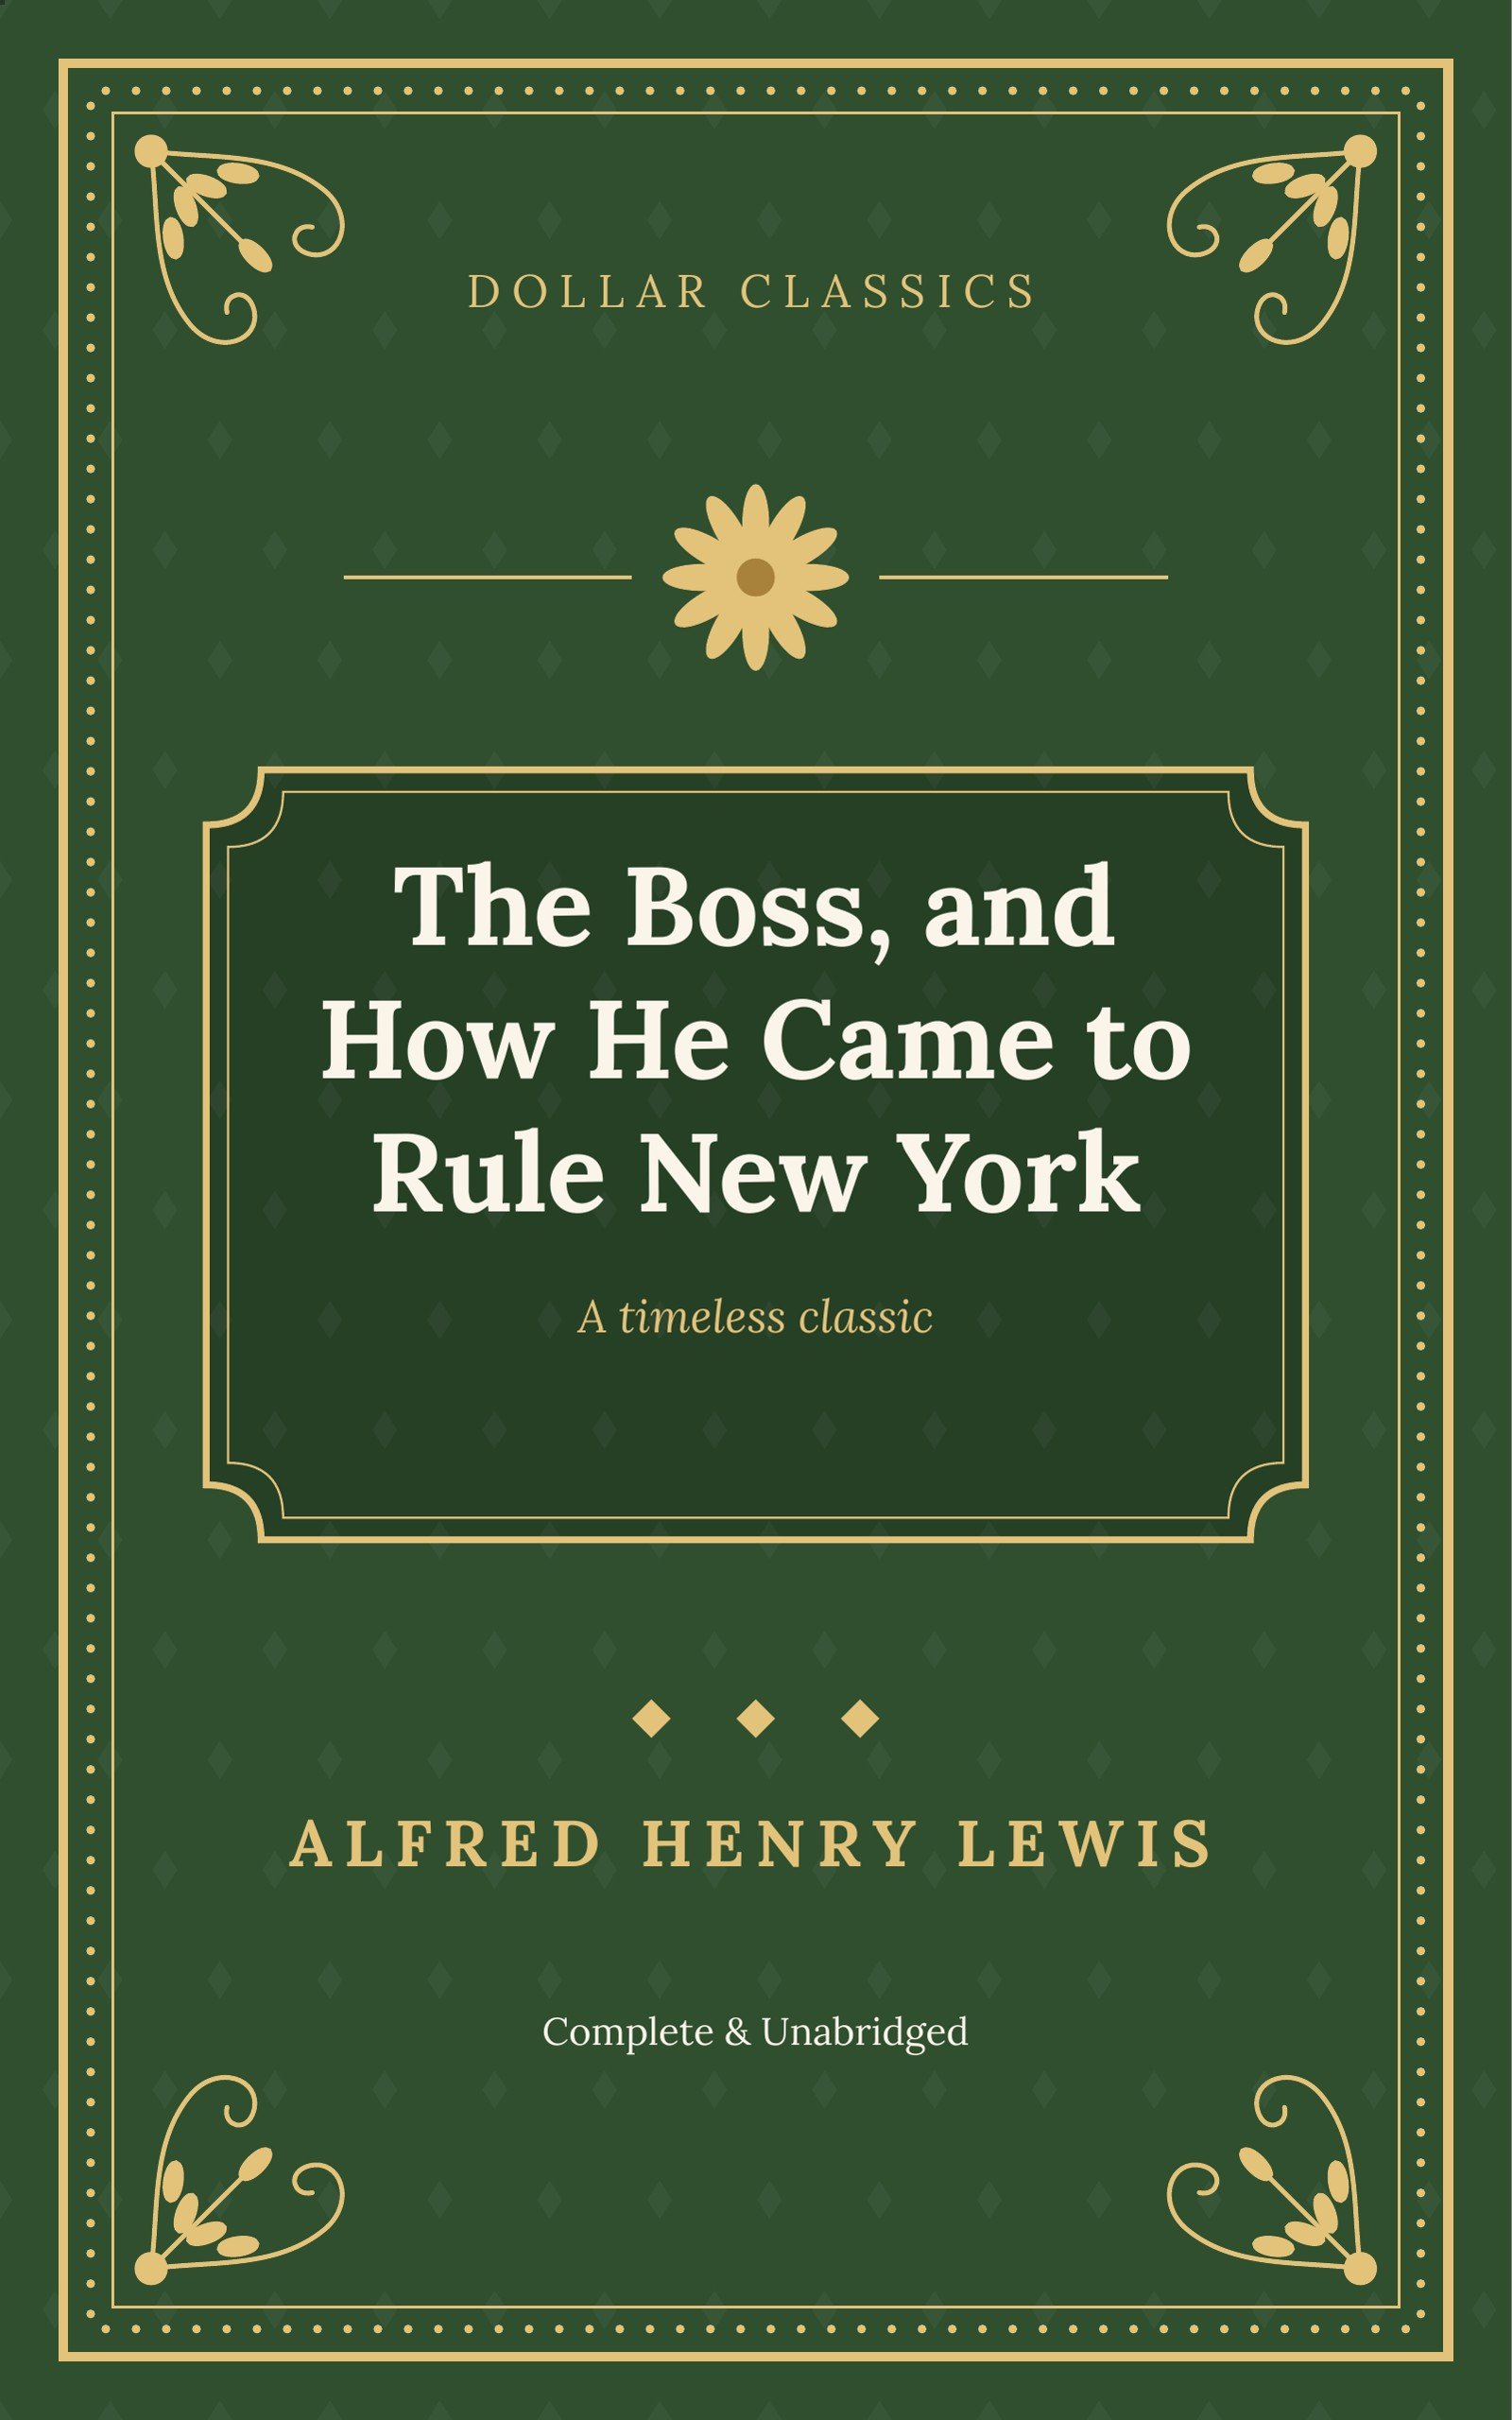 DOLLAR CLASSICS
The Boss, and
How He Came to
Rule New York
A timeless classic
ALFRED HENRY LEWIS
Complete & Unabridged